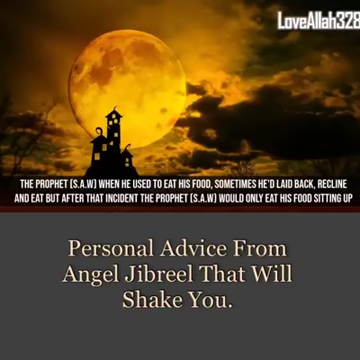 LoveAllah328
THE PROPHET (S.A.W) WHEN HE USED TO EAT HIS FOOD, SOMETIMES HE'D LAID BACK, RECLINE
AND EAT BUT AFTER THAT INCIDENT THE PROPHET (S.A.W) WOULD ONLY EAT HIS FOOD SITTING UP
Personal Advice From
Angel Jibreel That Will
Shake You.